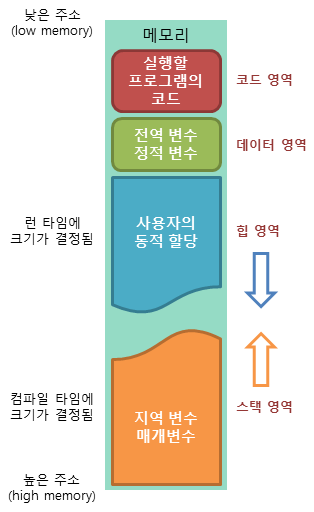 낮은 주소
(low memory)
메모리
실행할
프로그램의
코드
코드 영역
전역 변수
정적 변수
데이터 영역
런 타임에
크기가 결정됨
사용자의
동적 할당
힙 영역
컴파일 타임에
크기가 결정됨
지역 변수
매개변수
스택 영역
높은 주소
(high memory)